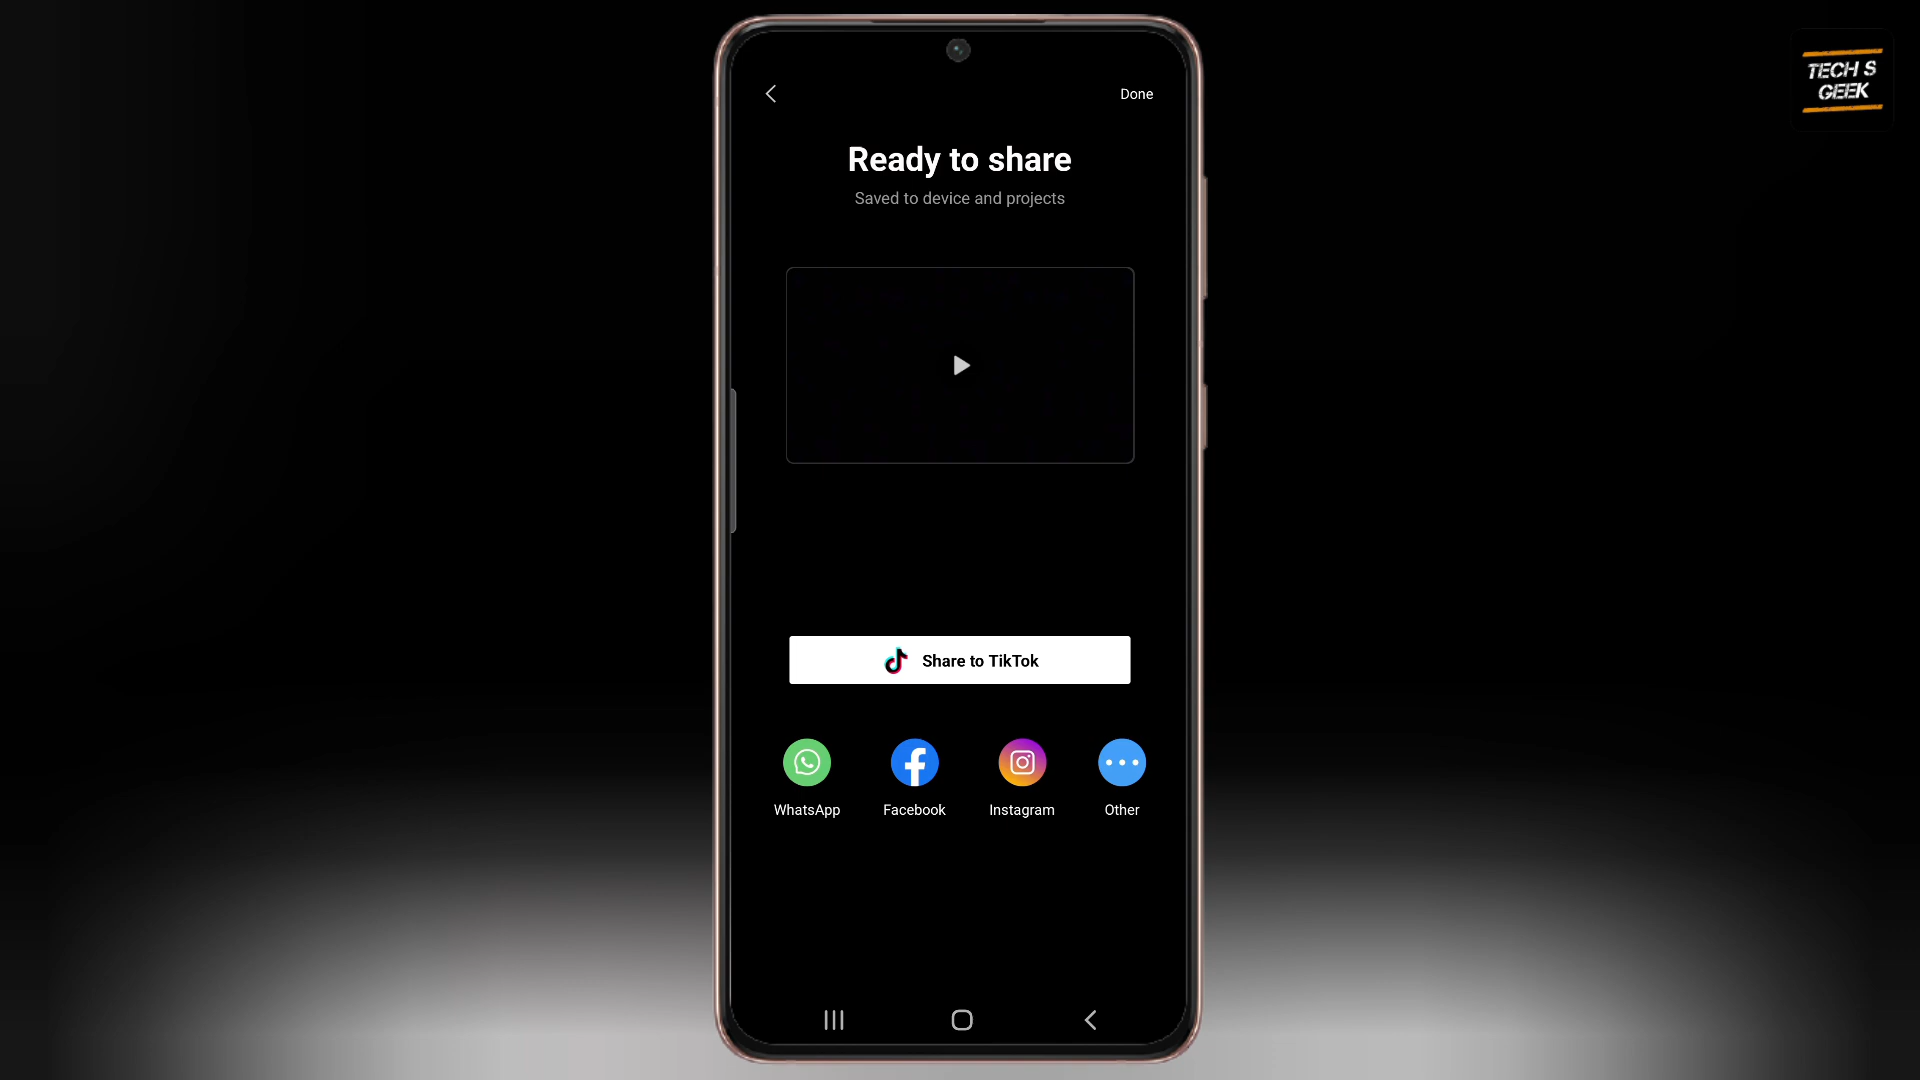 TECH S
GEEK
Done
Ready to share
Saved to device and projects
Share to TikTok
WhatsApp
Facebook
Instagram
Other